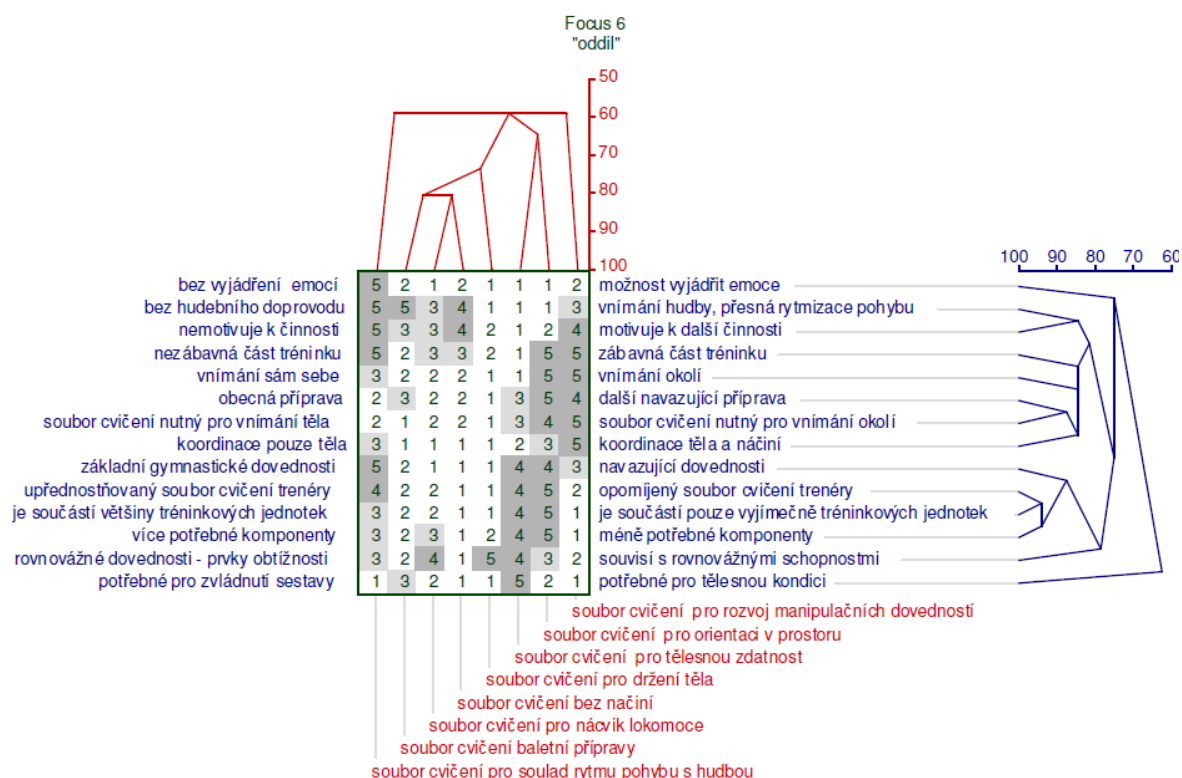 Focus 6
"oddil"
50
60
70
80
90
100
100 90 80 70 60
bez vyjádření emocí 5 2 1 2 1 1 1 2 možnost vyjádřit emoce
bez hudebního doprovodu 5 5 3 4 1 1 1 3 vnímání hudby, přesná rytmizace pohybu
nemotivuje k činnosti 5 3 3 4 2 1 2 4 motivuje k další činnosti
nezábavná část tréninku 5 2 3 3 2 1 5 5 zábavná část tréninku
vnímání sám sebe 3 2 2 2 1 1 5 5 vnímání okolí
obecná příprava 2 3 2 2 1 3 5 4 další navazující příprava
soubor cvičení nutný pro vnímání těla 2 1 2 2 1 3 4 5 soubor cvičení nutný pro vnímání okolí
koordinace pouze těla 3 1 1 1 1 2 3 5 koordinace těla a náčiní
základní gymnastické dovednosti 5 2 1 1 1 4 4 3 navazující dovednosti
upřednostňovaný soubor cvičení trenéry 4 2 2 1 1 4 5 2 opomíjený soubor cvičení trenéry
je součástí většiny tréninkových jednotek 3 2 2 1 1 4 5 1 je součástí pouze vyjímečně tréninkových jednotek
více potřebné komponenty 3 2 3 1 2 4 5 1 méně potřebné komponenty
rovnovážné dovednosti - prvky obtížnosti 3 2 4 1 5 4 3 2 souvisí s rovnovážnými schopnostmi
potřebné pro zvládnutí sestavy 1 3 2 1 1 5 2 1 potřebné pro tělesnou kondici
soubor cvičení pro rozvoj manipulačních dovedností
soubor cvičení pro orientaci v prostoru
soubor cvičení pro tělesnou zdatnost
soubor cvičení pro držení těla
soubor cvičení bez načiní
soubor cvičení pro nácvik lokomoce
soubor cvičení baletní přípravy
soubor cvičení pro soulad rytmu pohybu s hudbou